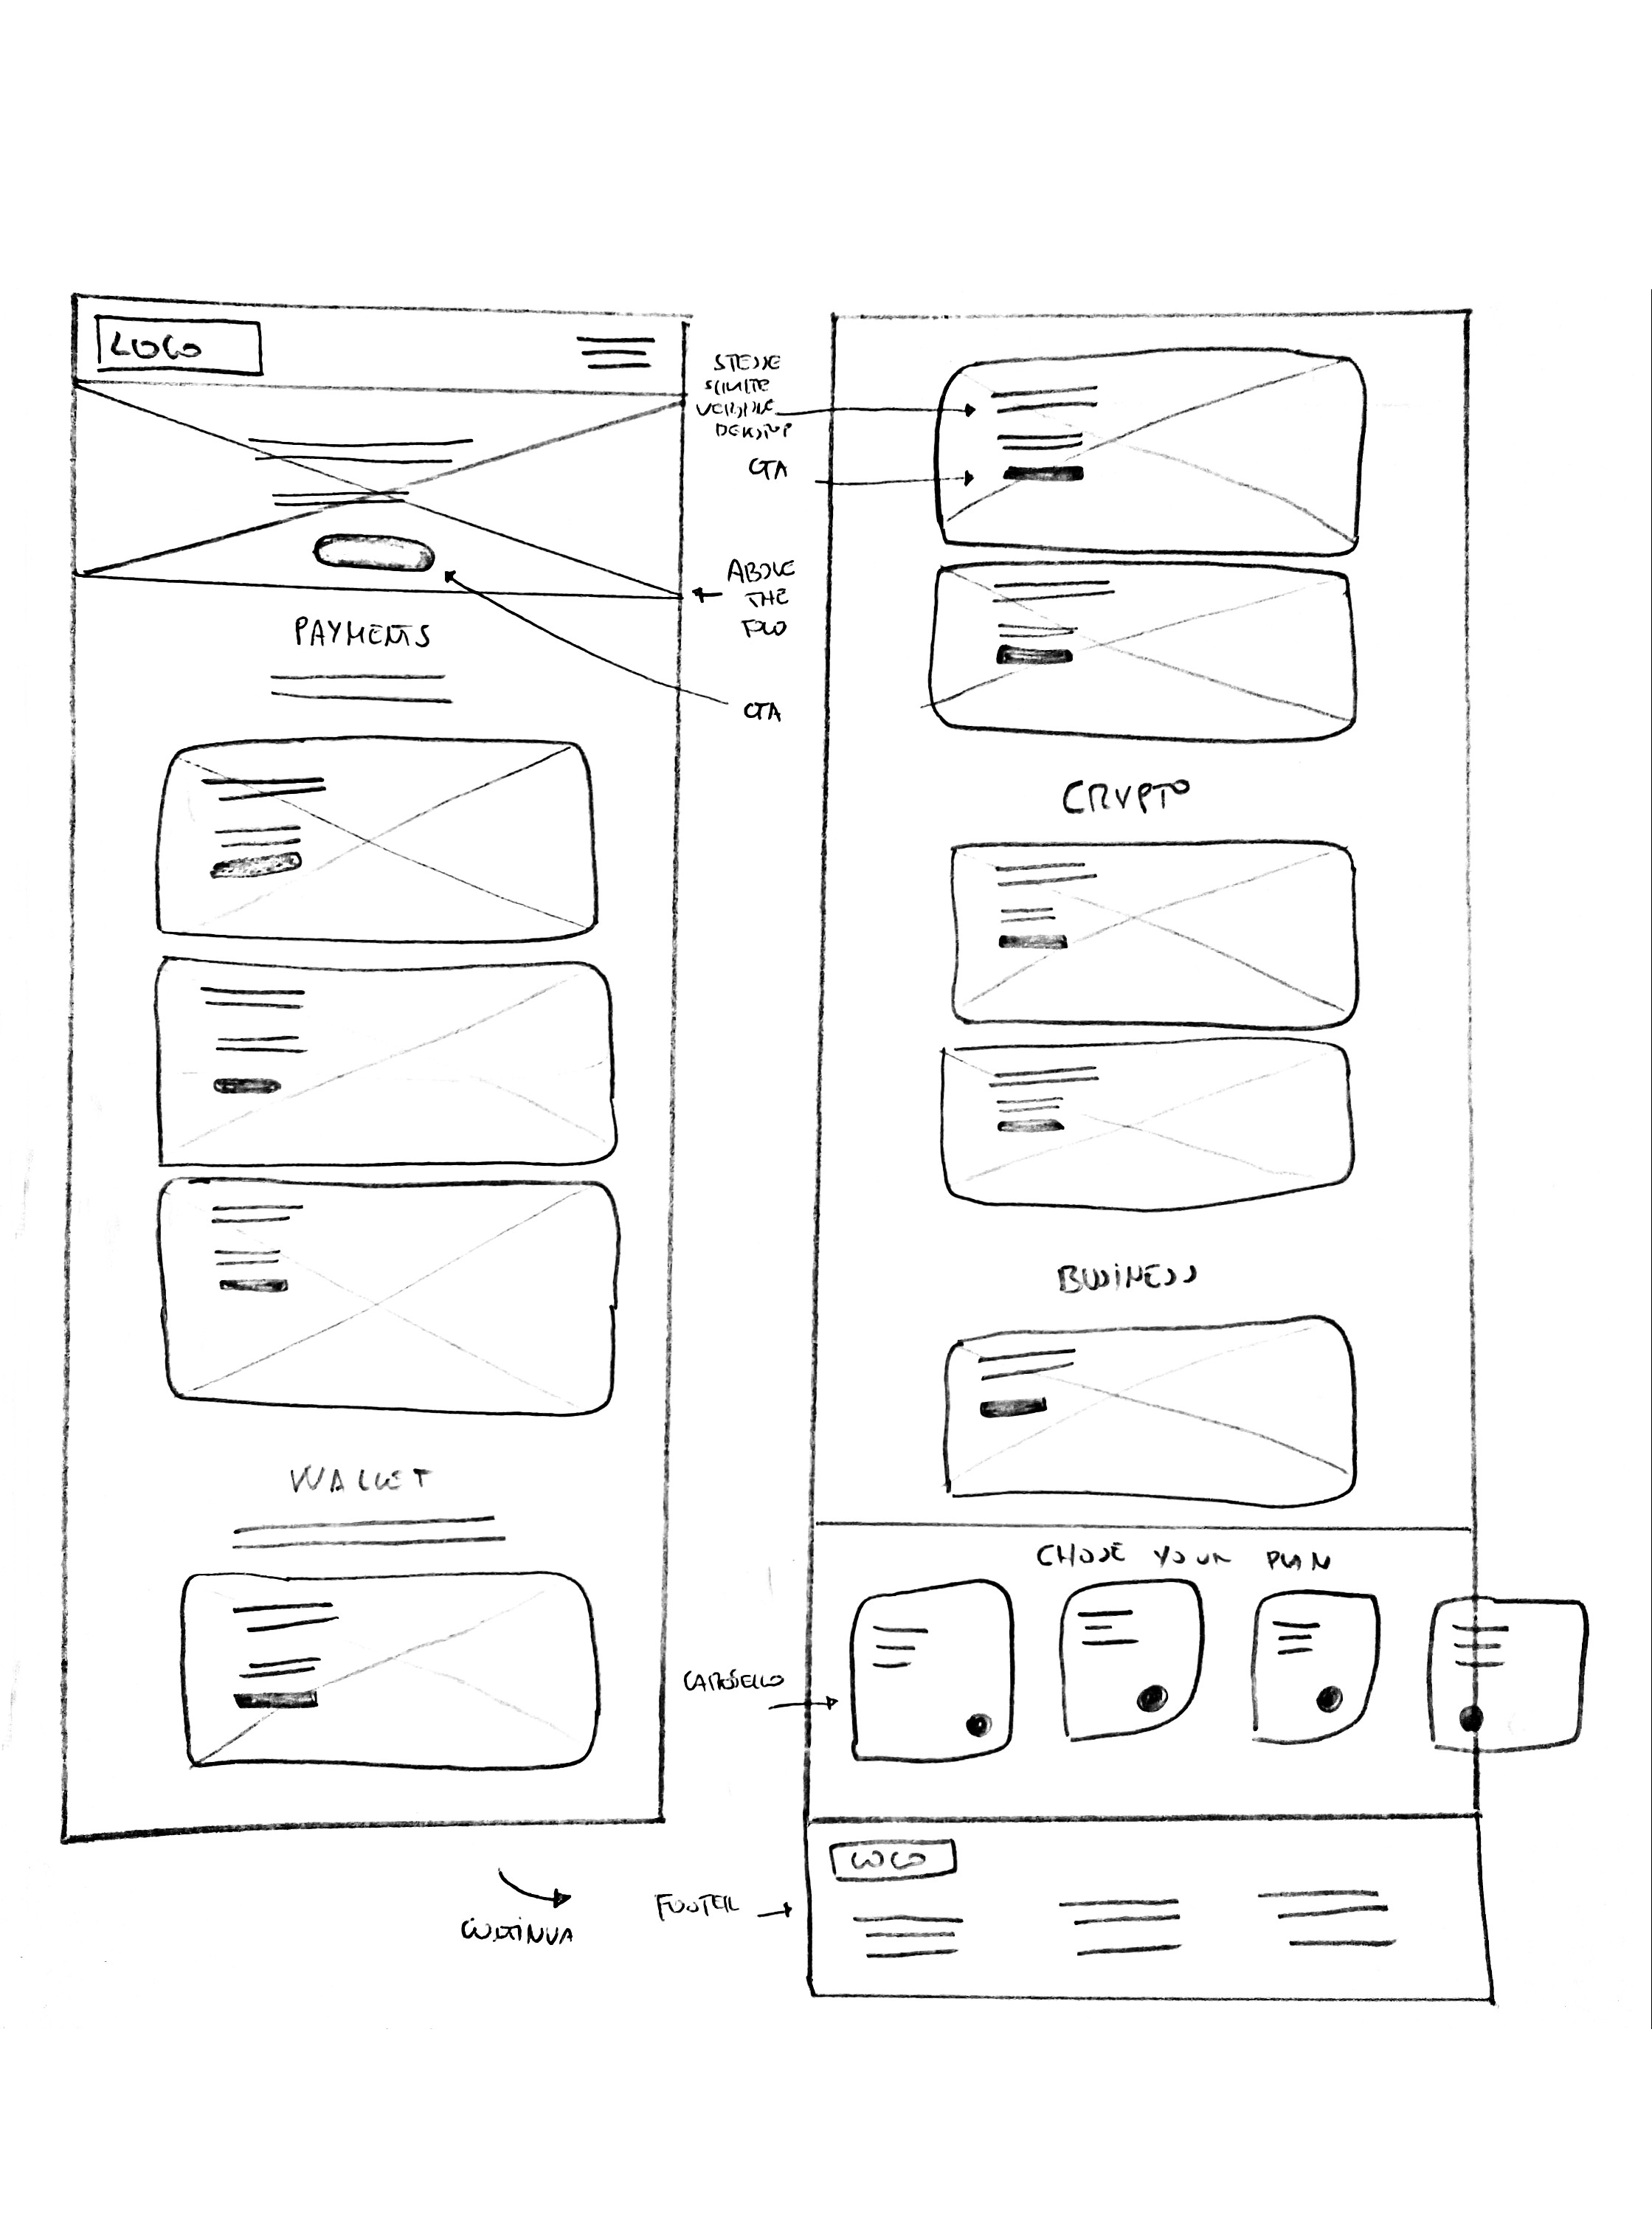 LOGO
STESSE
SCRITTE
VERSIONE
DESKTOP
CTA
ABOVE
THE
FOLD
CTA
PAYMENTS
WALLET
CONTINUA
CRYPTO
BUSINESS
CHOOSE YOUR PLAN
CAROSELLO
FOOTER
LOGO